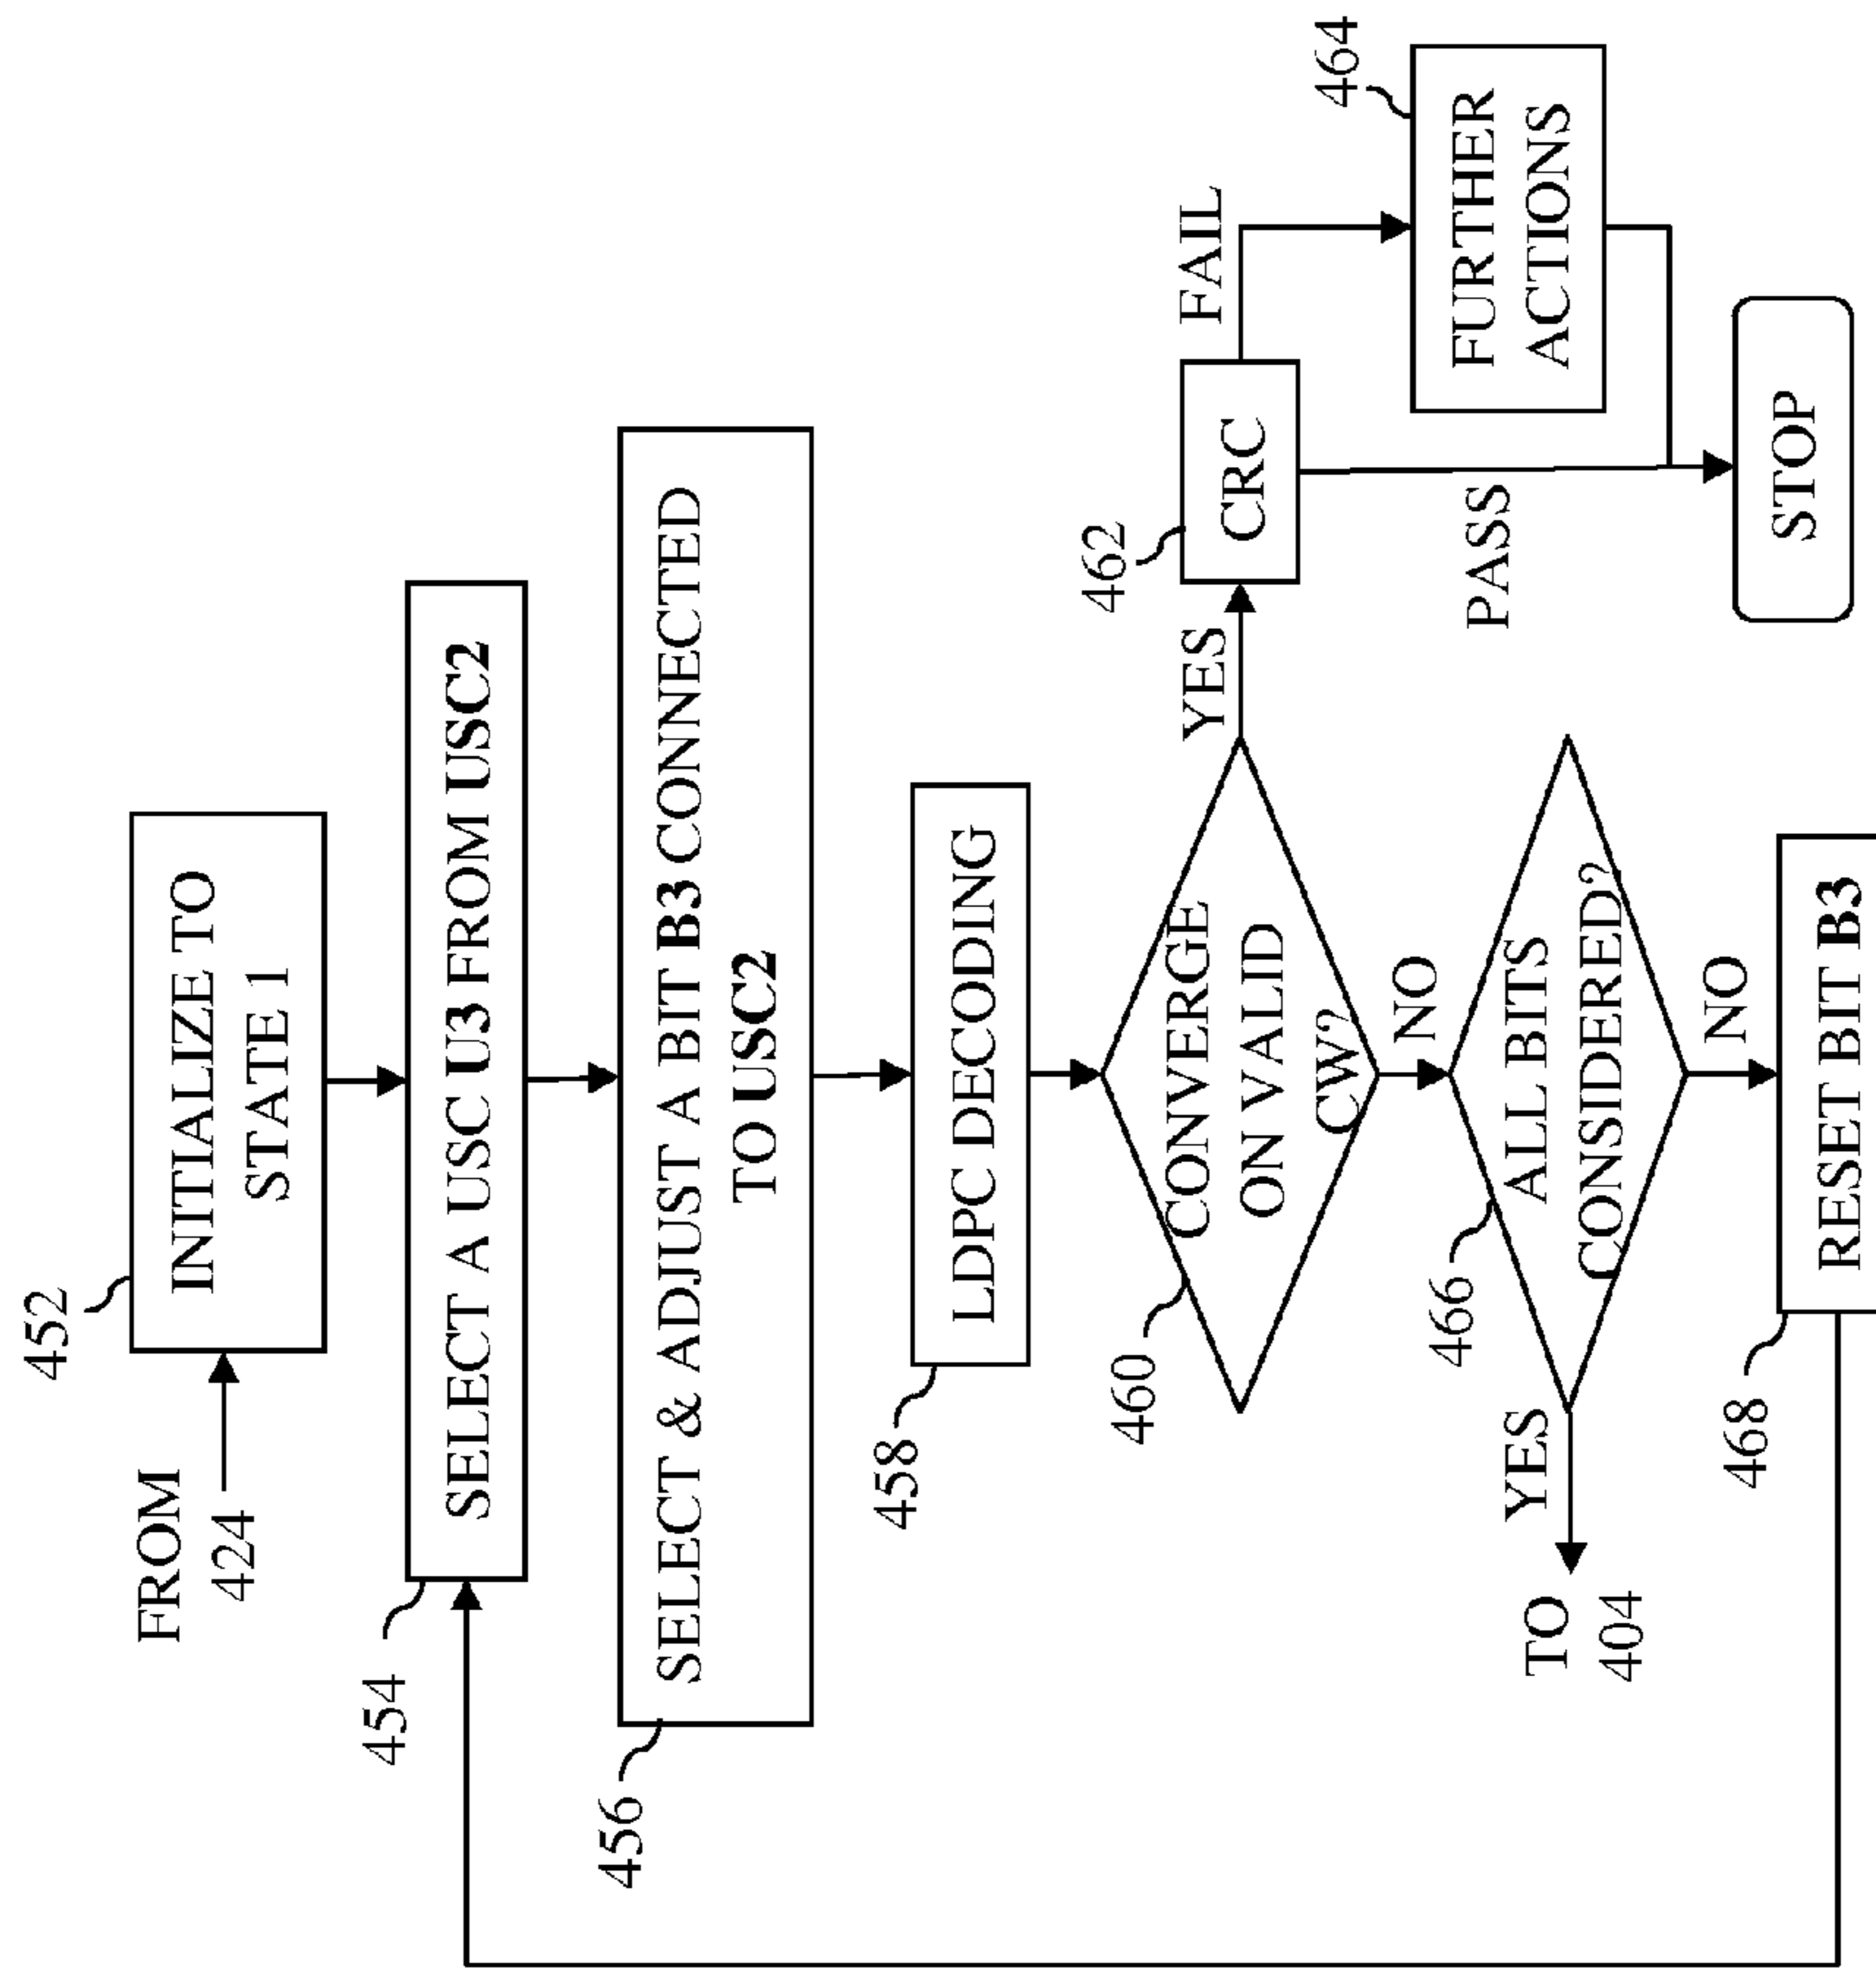 FROM
424
452
INITIALIZE TO
STATE 1
454
SELECT A USC U3 FROM USC2
456
SELECT & ADJUST A BIT B3 CONNECTED
TO USC2
458
LDPC DECODING
460
CONVERGE
ON VALID
CW?
YES
462
CRC
FAIL
464
FURTHER
ACTIONS
PASS
STOP
NO
466
ALL BITS
CONSIDERED?
YES
TO
404
NO
468
RESET BIT B3